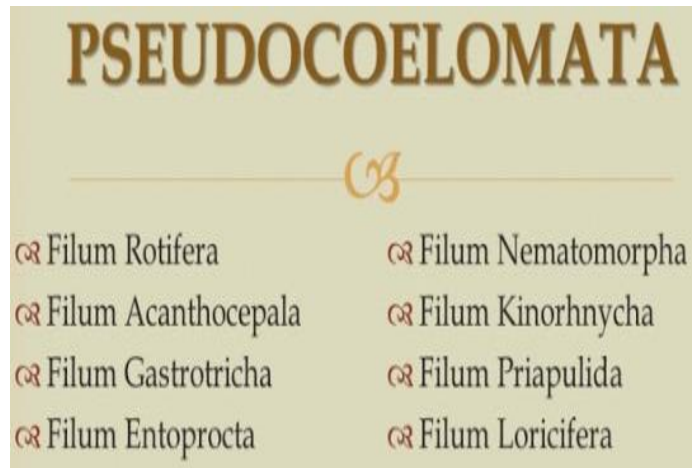 PSEUDOCOELOMATA
Filum Rotifera
Filum Acanthocepala
Filum Gastrotricha
Filum Entoprocta
Filum Nematomorpha
Filum Kinorhnycha
Filum Priapulida
Filum Loricifera